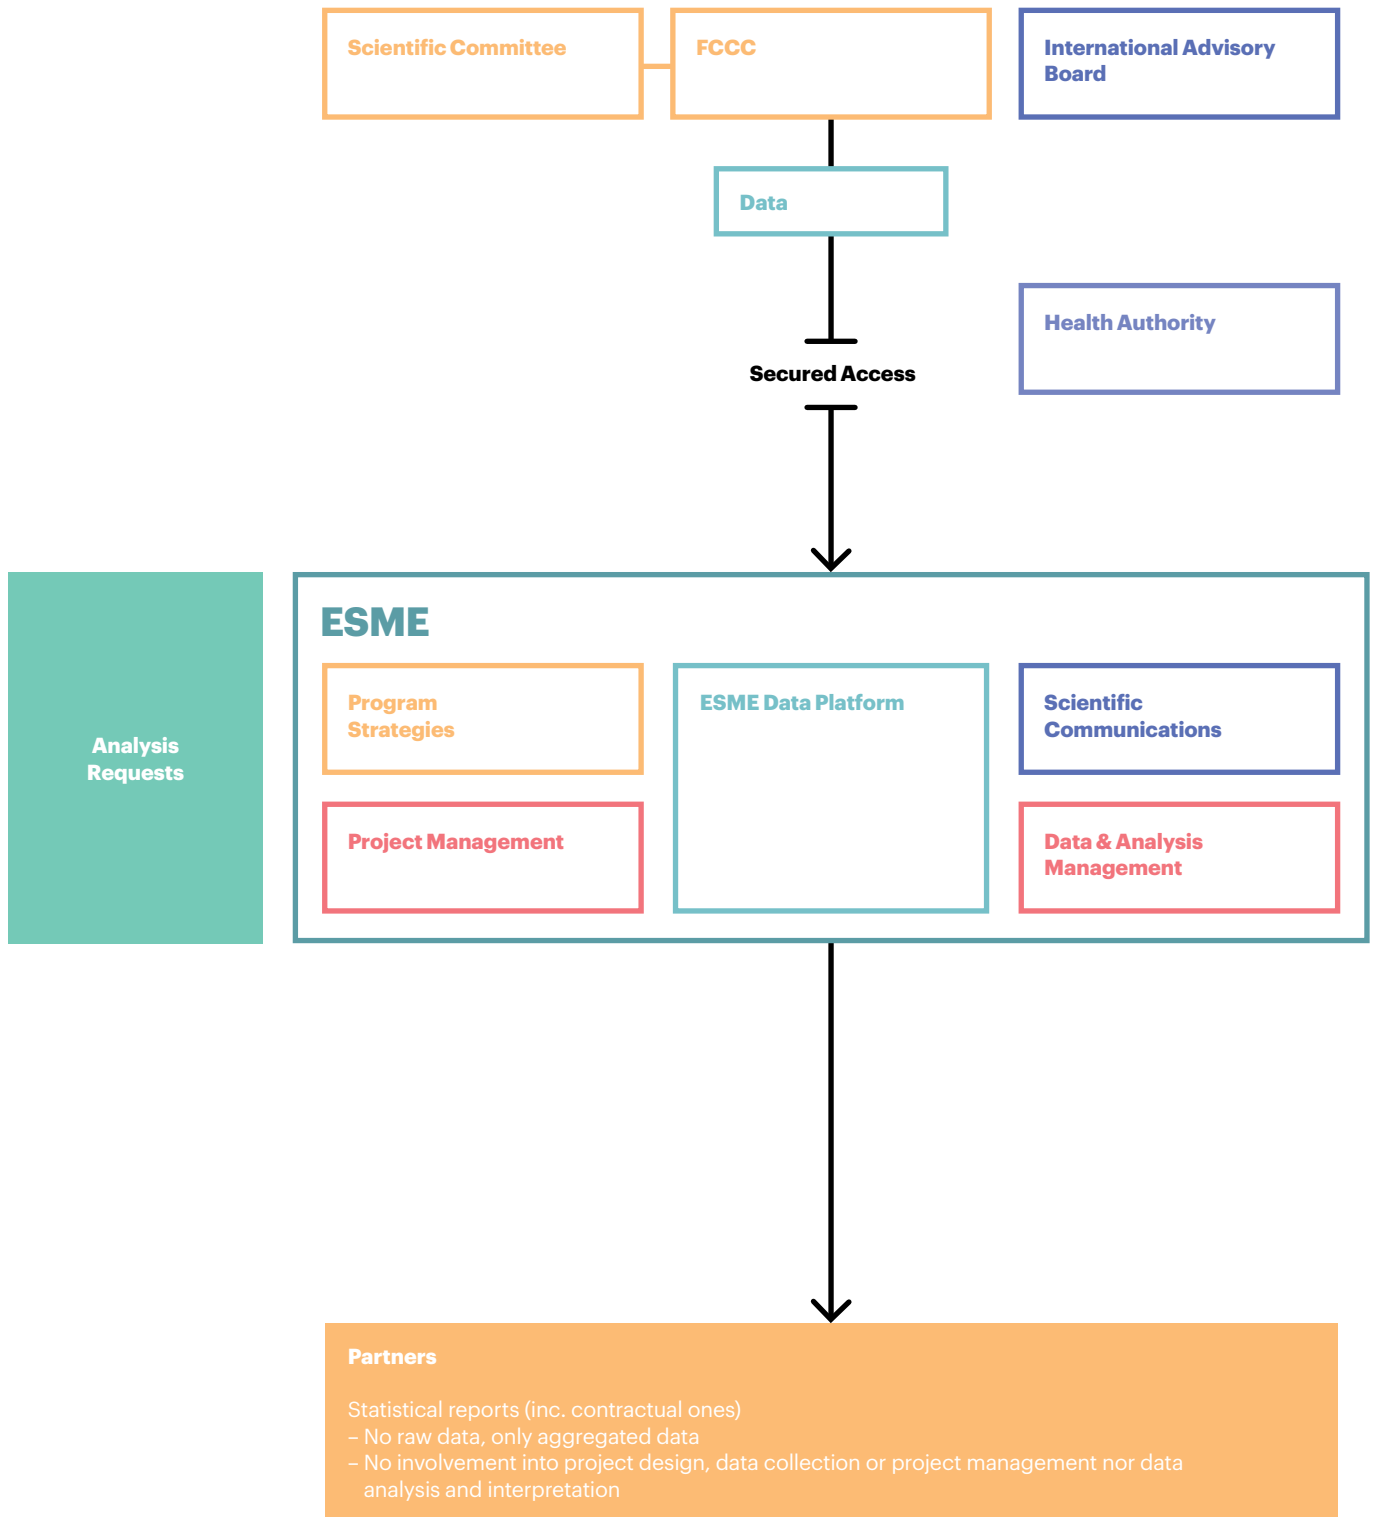 Scientific Committee
FCCC
International Advisory
Board
Data
Health Authority
Secured Access
Analysis
Requests
ESME
Program
Strategies
ESME Data Platform
Scientific
Communications
Project Management
Data & Analysis
Management
Partners
Statistical reports (inc. contractual ones)
– No raw data, only aggregated data
– No involvement into project design, data collection or project management nor data
analysis and interpretation